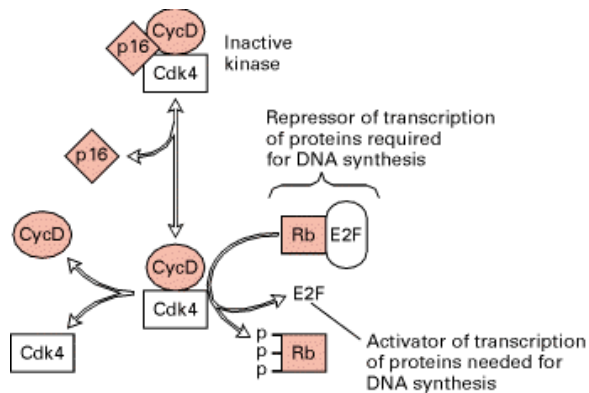 CycD
p16
Cdk4
Inactive
kinase
p16
Repressor of transcription
of proteins required
for DNA synthesis
CycD
CycD
Cdk4
Rb
E2F
E2F
Cdk4
p
p
p
Rb
Activator of transcription
of proteins needed for
DNA synthesis